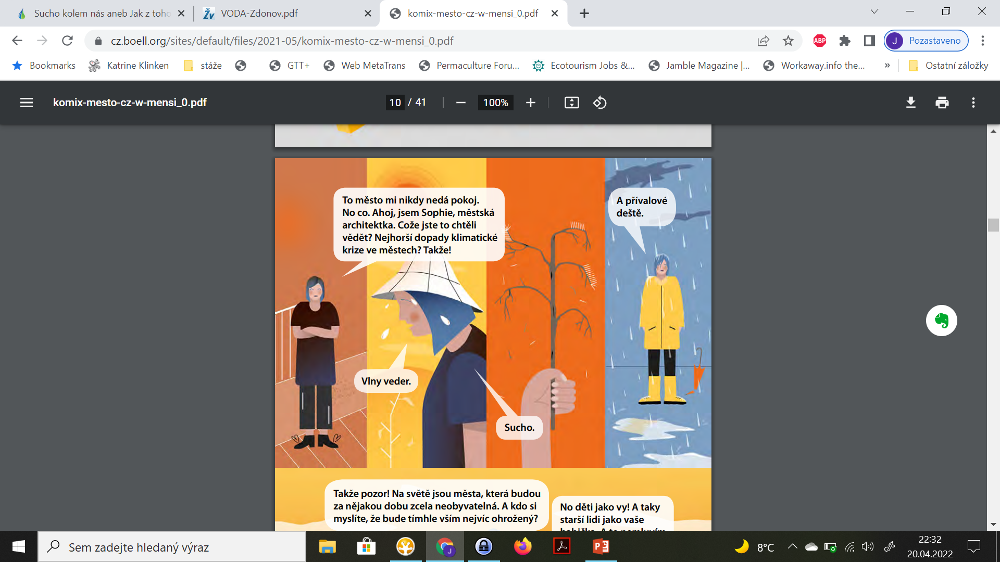 Sucho kolem nás aneb Jak z toho
VODA-Zdonov.pdf
komix-mesto-cz-w-mensi_0.pdf
cz.boell.org/sites/default/files/2021-05/komix-mesto-cz-w-mensi_0.pdf
ABP
J
Pozastaveno
Bookmarks
Katrine Klinken
stáže
GTT+
Web MetaTrans
Permaculture Foru...
Ecotourism Jobs &...
Jamble Magazine |...
Workaway.info the...
»
Ostatní záložky
komix-mesto-cz-w-mensi_0.pdf
10 / 41
100%
To město mi nikdy nedá pokoj.
No co. Ahoj, jsem Sophie, městská
architektka. Cože jste to chtěli
vědět? Nejhorší dopady klimatické
krize ve městech? Takže!
A přívalové
deště.
Vlny veder.
Sucho.
Takže pozor! Na světě jsou města, která budou
za nějakou dobu zcela neobyvatelná. A kdo si
myslíte, že bude tímhle vším nejvíc ohrožený?
No děti jako vy! A taky
starší lidi jako vaše
Sem zadejte hledaný výraz
8°C
22:32
20.04.2022